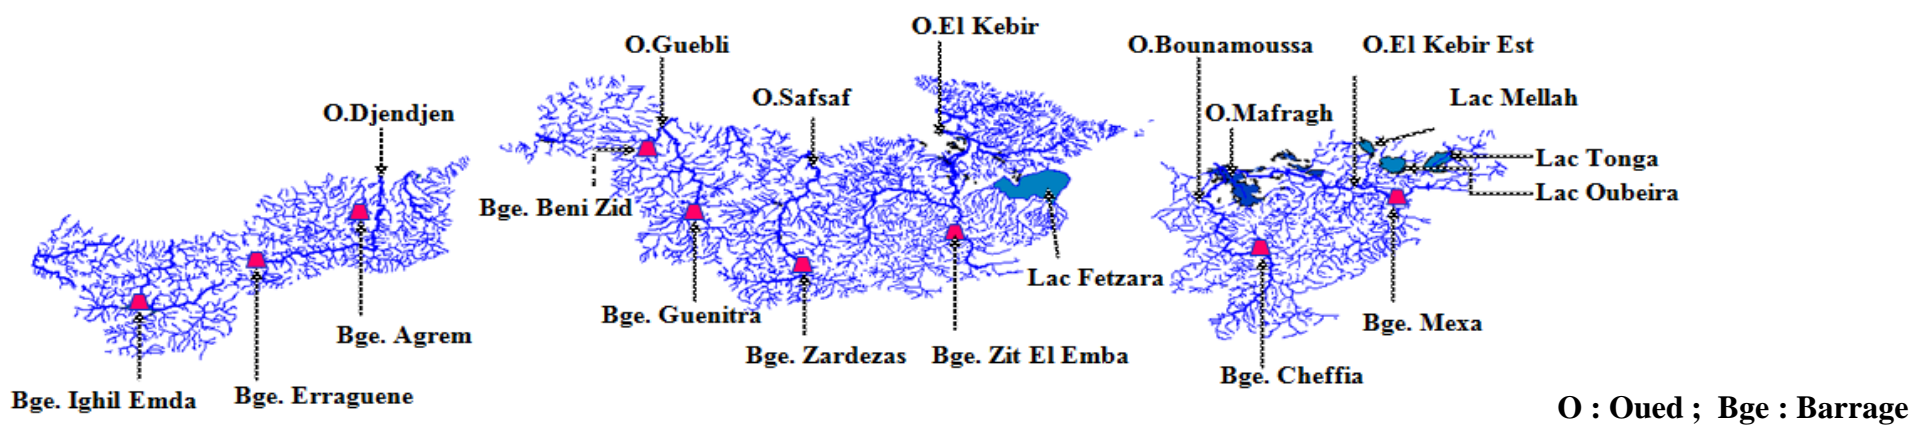 O.El Kebir
O.Guebli
O.Bounamoussa
O.El Kebir Est
O.Safsaf
Lac Mellah
O.Djendjen
O.Mafragh
Lac Tonga
Lac Oubeira
Bge. Beni Zid
Lac Fetzara
Bge. Guenitra
Bge. Mexa
Bge. Agrem
Bge. Zardezas
Bge. Zit El Emba
Bge. Cheffia
Bge. Erraguene
Bge. Ighil Emda
O : Oued ; Bge : Barrage